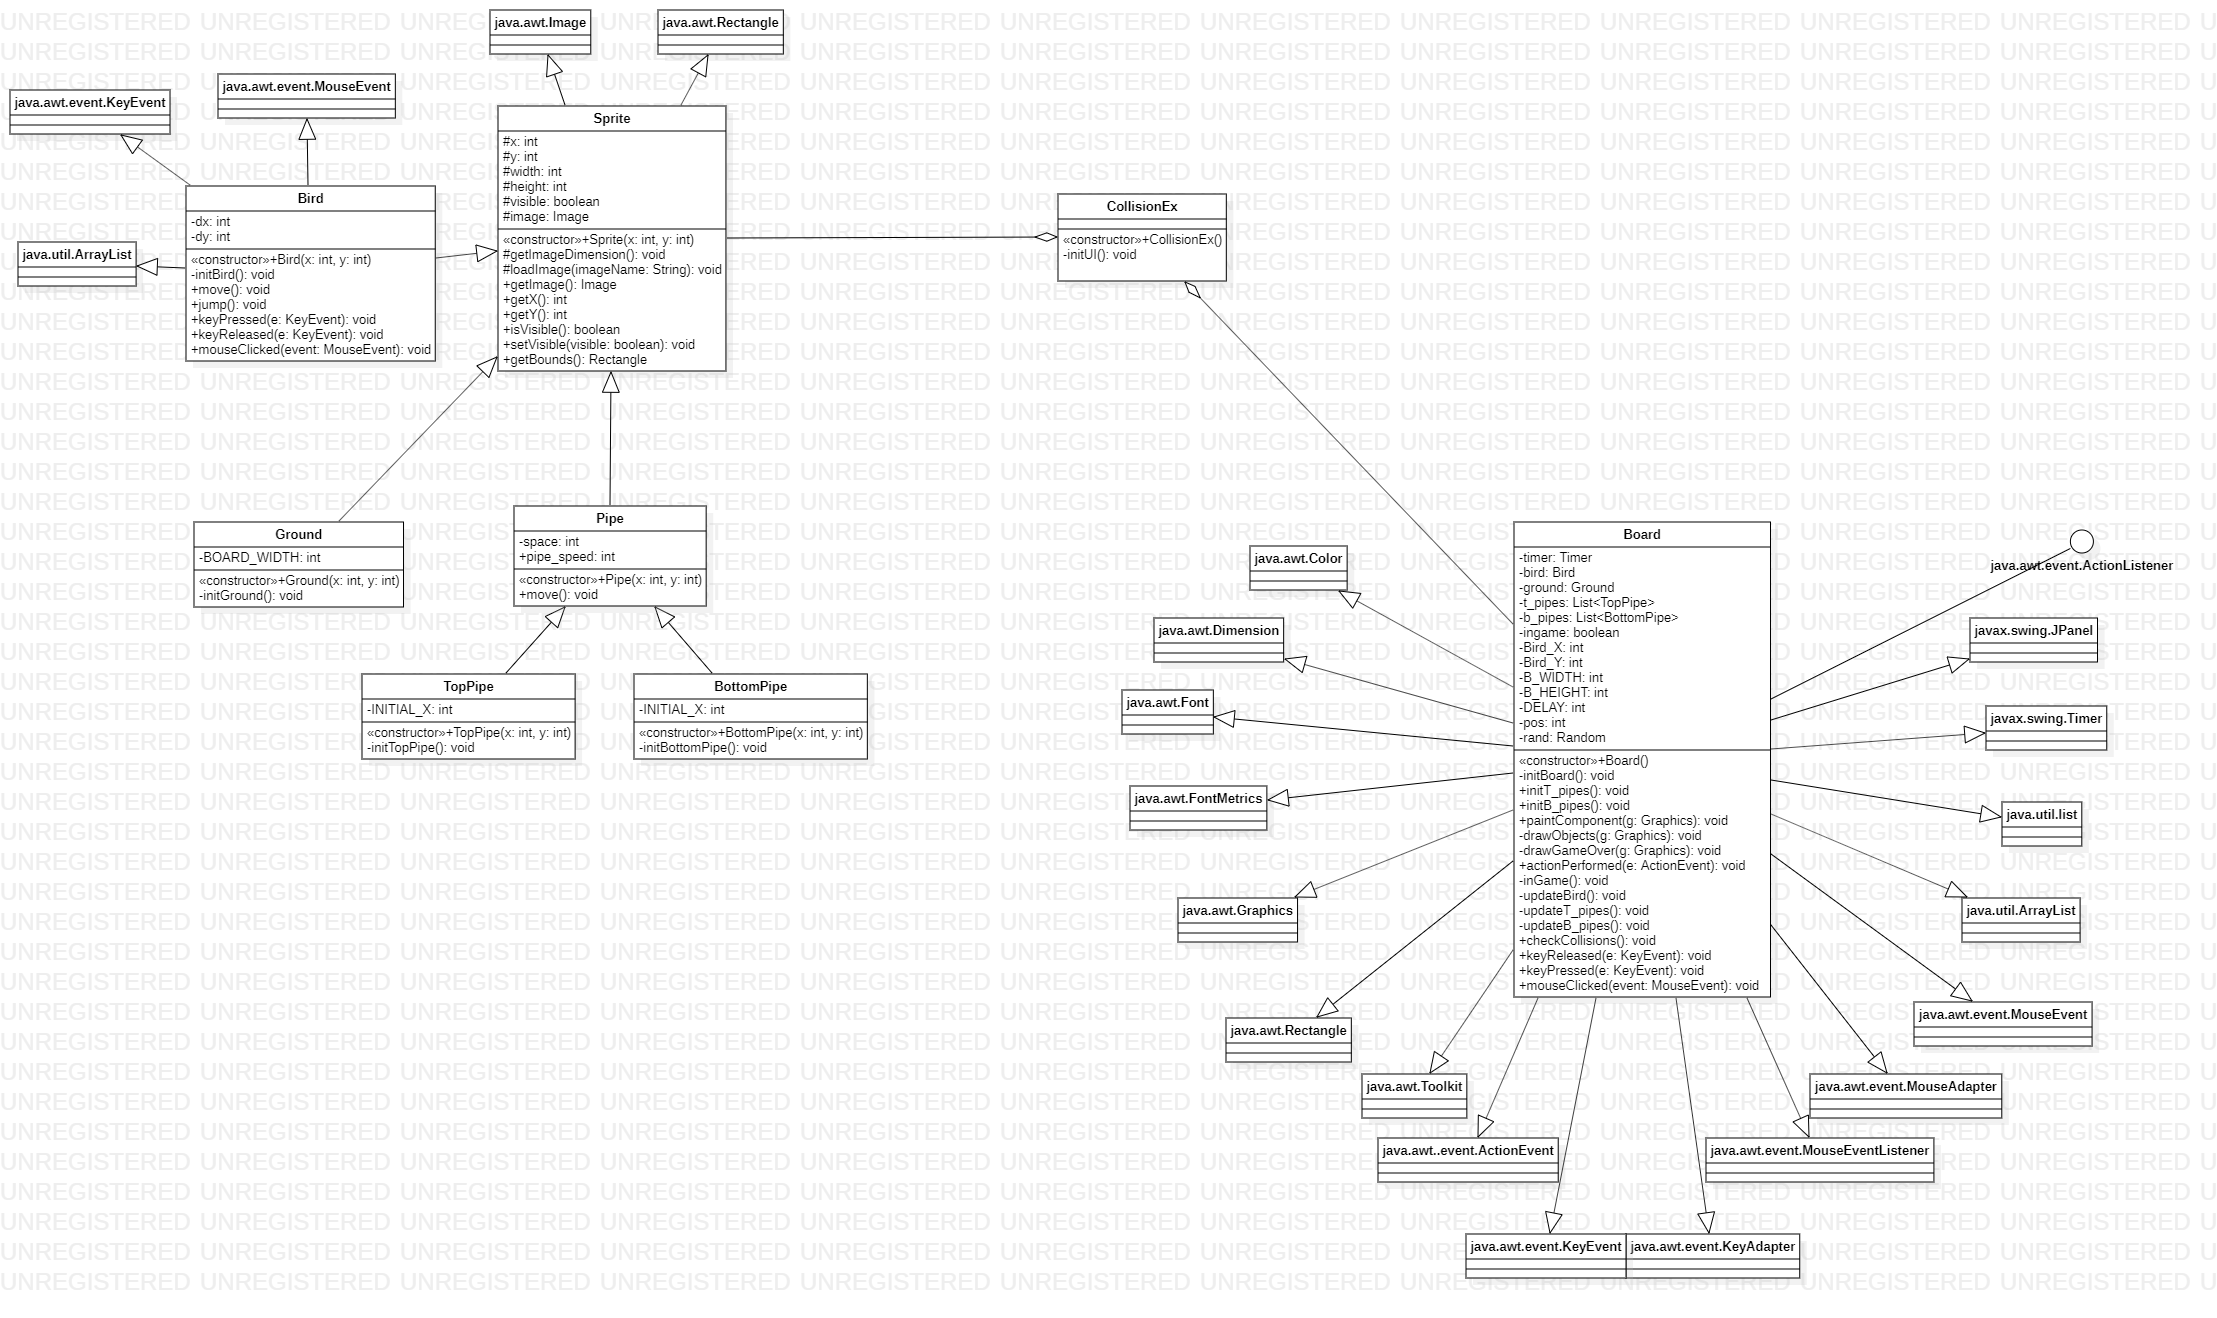 java.awt.Image
java.awt.Rectangle
java.awt.event.KeyEvent
java.awt.event.MouseEvent
java.util.ArrayList
Bird
-dx: int
-dy: int
«constructor»+Bird(x: int, y: int)
-initBird(): void
+move(): void
+jump(): void
+keyPressed(e: KeyEvent): void
+keyReleased(e: KeyEvent): void
+mouseClicked(event: MouseEvent): void
Sprite
#x: int
#y: int
#width: int
#height: int
#visible: boolean
#image: Image
«constructor»+Sprite(x: int, y: int)
#getImageDimension(): void
#loadImage(imageName: String): void
+getImage(): Image
+getX(): int
+getY(): int
+isVisible(): boolean
+setVisible(visible: boolean): void
+getBounds(): Rectangle
CollisionEx
«constructor»+CollisionEx()
-initUI(): void
Ground
-BOARD_WIDTH: int
«constructor»+Ground(x: int, y: int)
-initGround(): void
Pipe
-space: int
+pipe_speed: int
«constructor»+Pipe(x: int, y: int)
+move(): void
TopPipe
-INITIAL_X: int
«constructor»+TopPipe(x: int, y: int)
-initTopPipe(): void
BottomPipe
-INITIAL_X: int
«constructor»+BottomPipe(x: int, y: int)
-initBottomPipe(): void
Board
-timer: Timer
-bird: Bird
-ground: Ground
-t_pipes: List<TopPipe>
-b_pipes: List<BottomPipe>
-ingame: boolean
-Bird_X: int
-Bird_Y: int
-B_WIDTH: int
-B_HEIGHT: int
-DELAY: int
-pos: int
-rand: Random
«constructor»+Board()
-initBoard(): void
+initT_pipes(): void
+initB_pipes(): void
+paintComponent(g: Graphics): void
-drawObjects(g: Graphics): void
-drawGameOver(g: Graphics): void
+actionPerformed(e: ActionEvent): void
-inGame(): void
-updateBird(): void
-updateT_pipes(): void
-updateB_pipes(): void
+checkCollisions(): void
+keyReleased(e: KeyEvent): void
+keyPressed(e: KeyEvent): void
+mouseClicked(event: MouseEvent): void
java.awt.Color
java.awt.Dimension
java.awt.Font
java.awt.FontMetrics
java.awt.Graphics
java.awt.Rectangle
java.awt.Toolkit
java.awt..event.ActionEvent
java.awt.event.KeyEvent
java.awt.event.KeyAdapter
java.awt.event.MouseEventListener
java.awt.event.MouseAdapter
java.awt.event.MouseEvent
java.util.ArrayList
java.util.list
javax.swing.Timer
javax.swing.JPanel
java.awt.event.ActionListener
UNREGISTERED